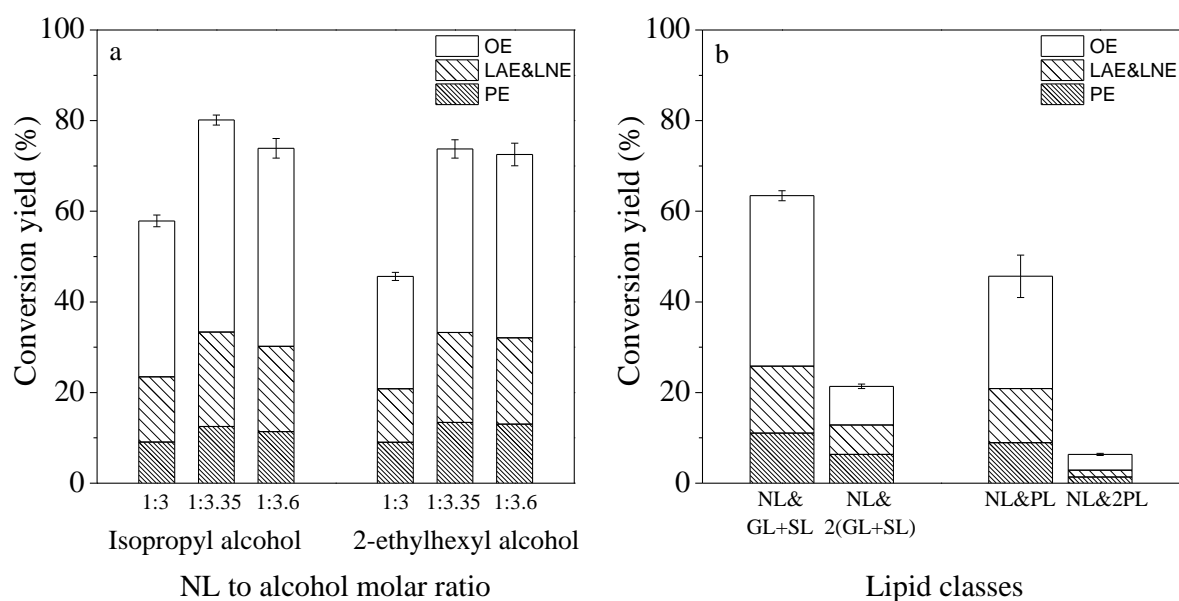 a
OE
LAE&LNE
PE
100
80
60
40
20
0
Conversion yield (%)
1:3 1:3.35 1:3.6 1:3 1:3.35 1:3.6
Isopropyl alcohol 2-ethylhexyl alcohol
NL to alcohol molar ratio
b
OE
LAE&LNE
PE
100
80
60
40
20
0
Conversion yield (%)
NL& NL& NL&PL NL&2PL
GL+SL 2(GL+SL)
Lipid classes